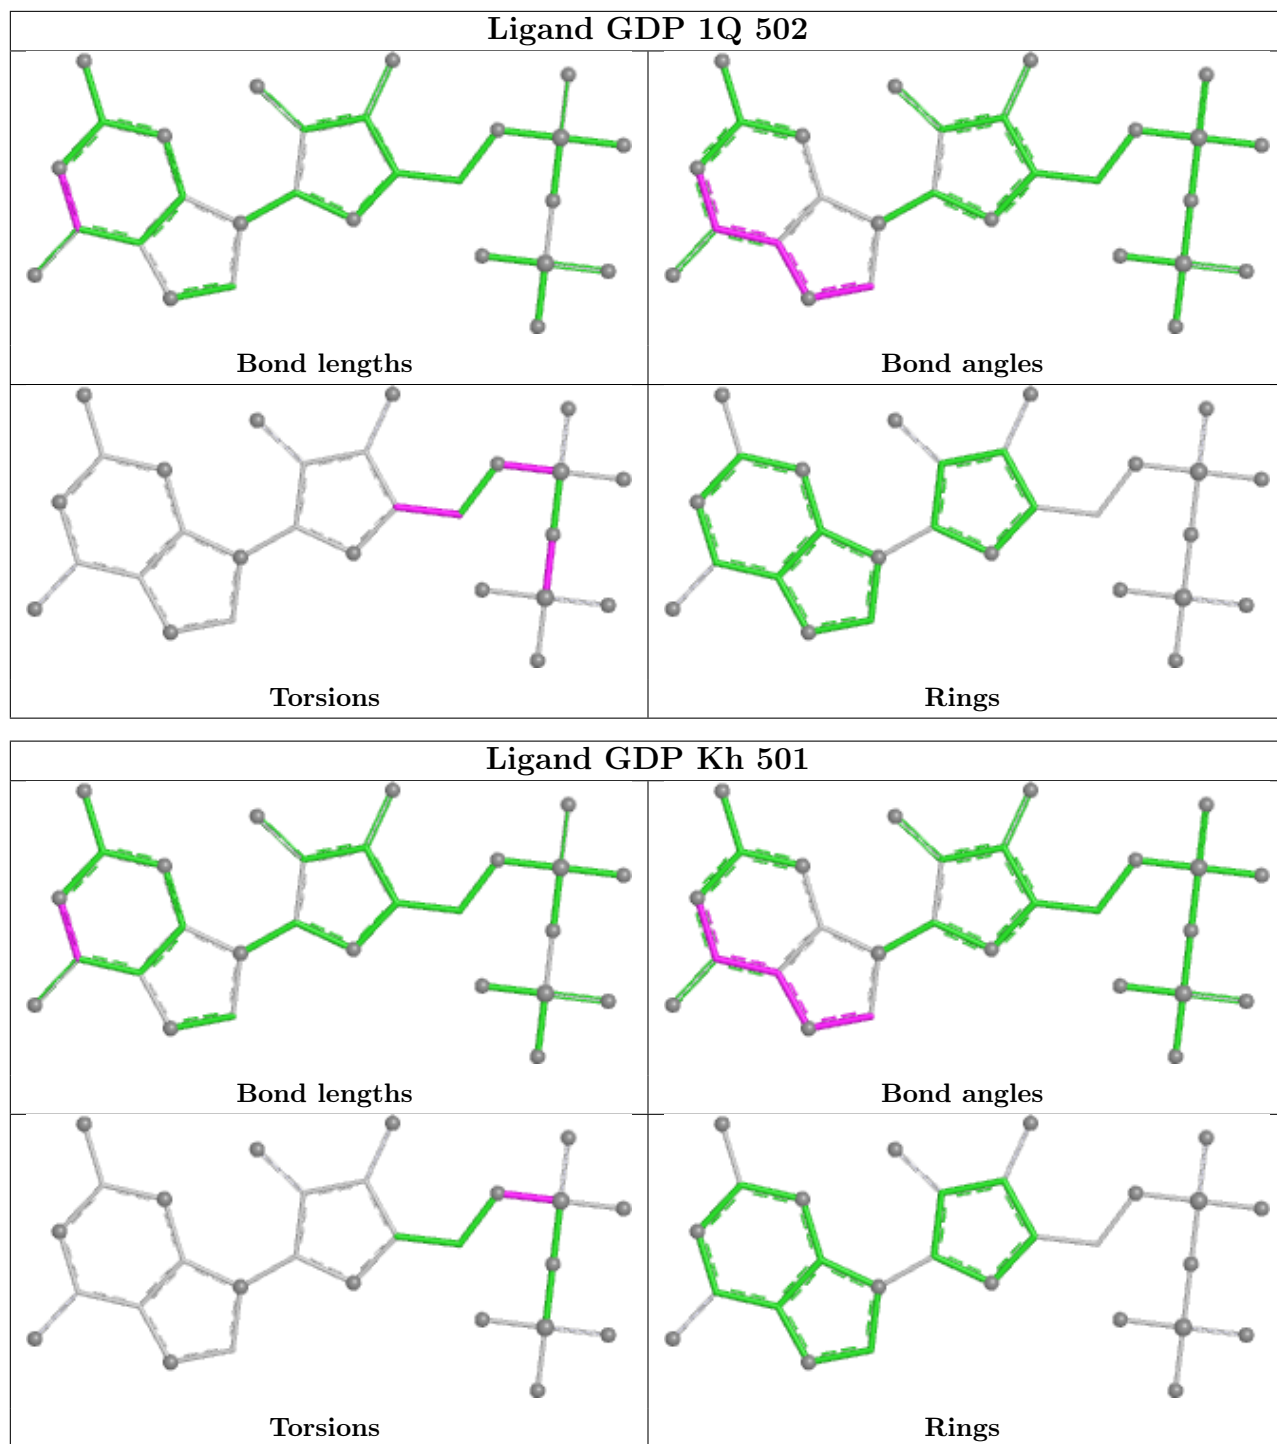 Ligand GDP 1Q 502
Bond lengths
Bond angles
Torsions
Rings
Ligand GDP Kh 501
Bond lengths
Bond angles
Torsions
Rings